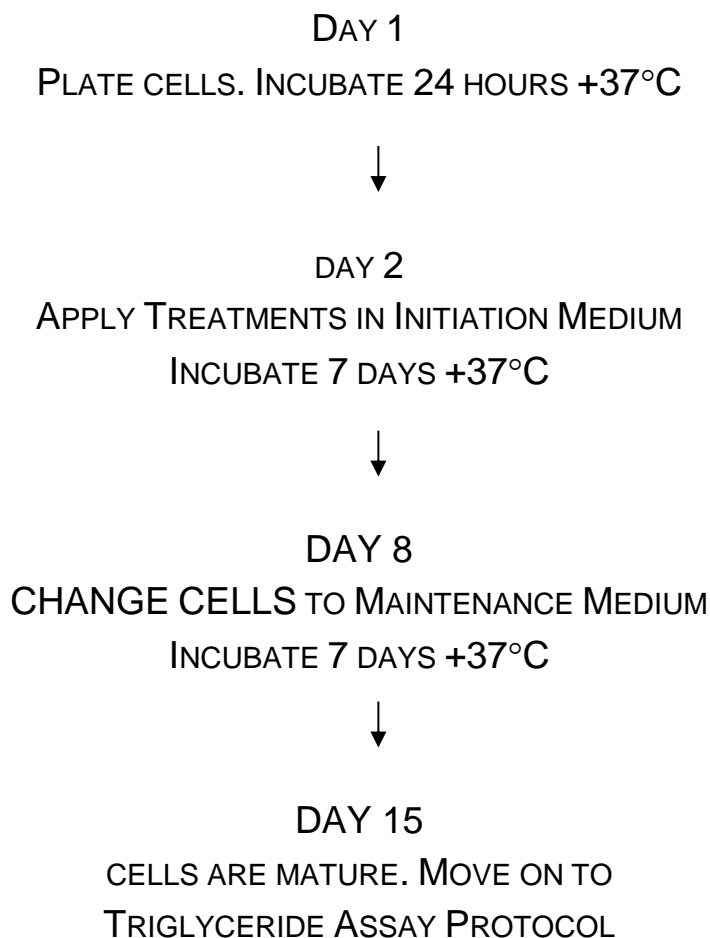 DAY 1
PLATE CELLS. INCUBATE 24 HOURS +37°C
DAY 2
APPLY TREATMENTS IN INITIATION MEDIUM
INCUBATE 7 DAYS +37°C
DAY 8
CHANGE CELLS TO MAINTENANCE MEDIUM
INCUBATE 7 DAYS +37°C
DAY 15
CELLS ARE MATURE. MOVE ON TO
TRIGLYCERIDE ASSAY PROTOCOL